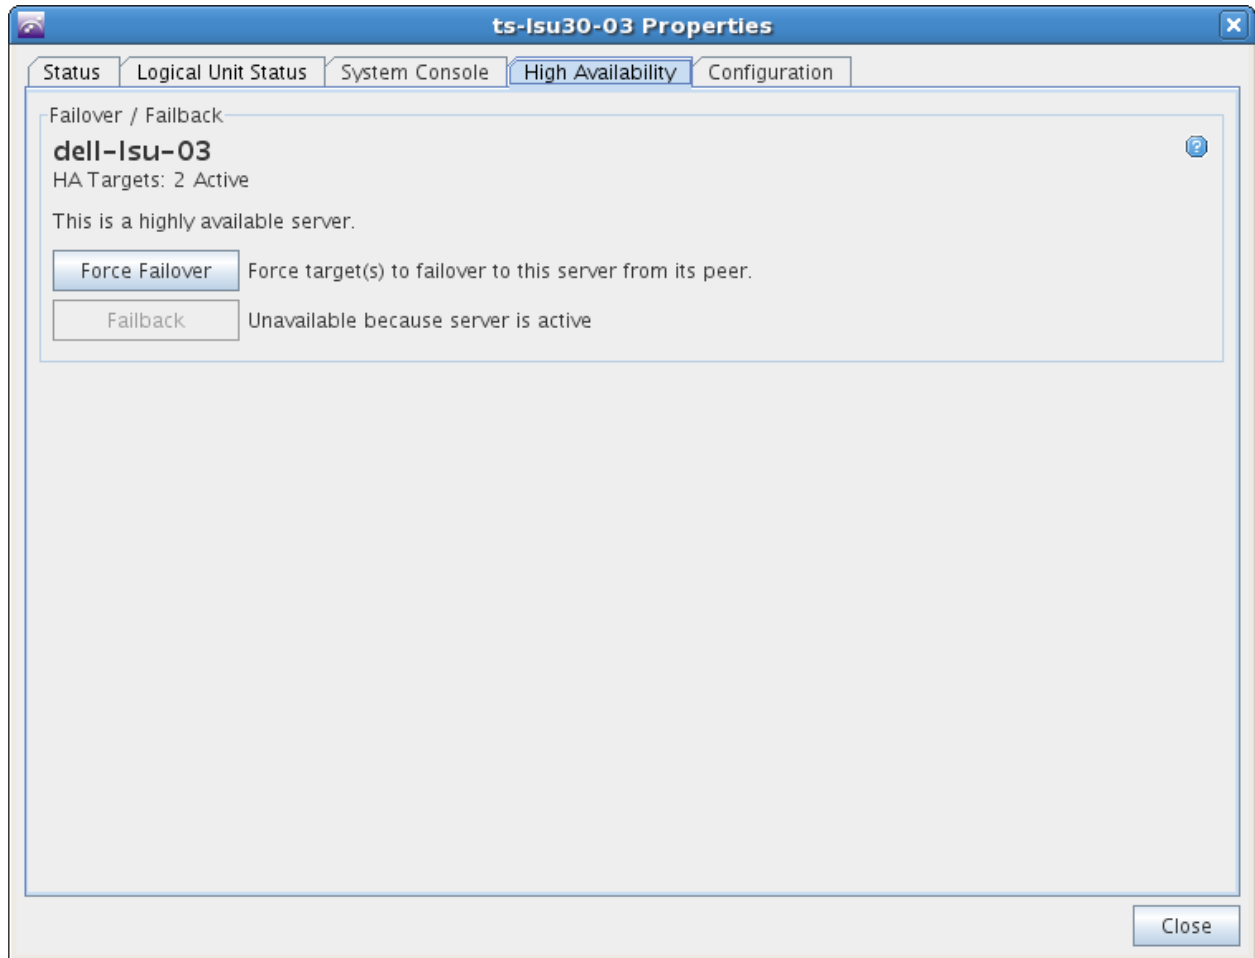 ts-lsu30-03 Properties
Status Logical Unit Status System Console High Availability Configuration
Failover / Failback
dell-lsu-03
HA Targets: 2 Active
This is a highly available server.
Force Failover Force target(s) to failover to this server from its peer.
Failback Unavailable because server is active
Close